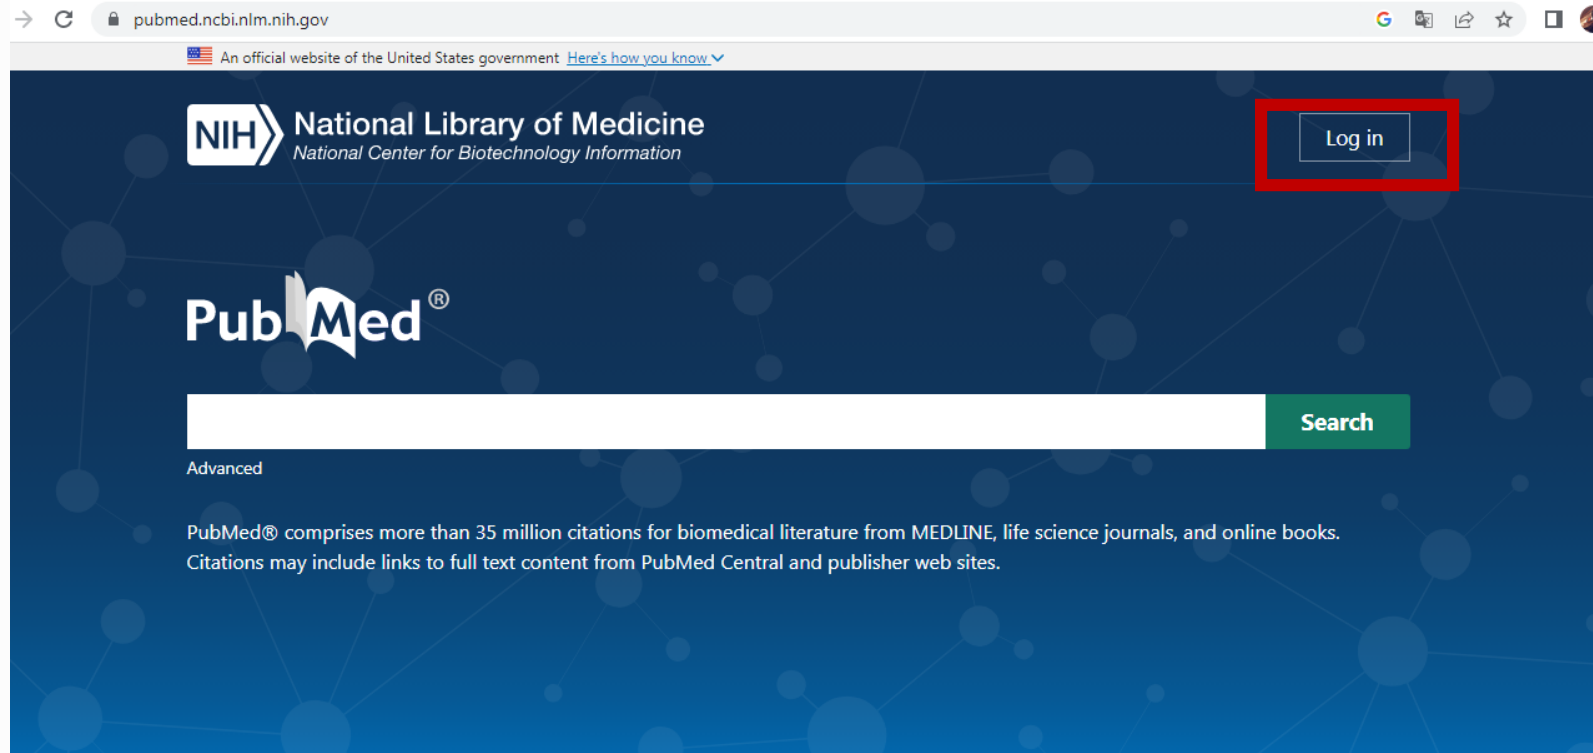 pubmed.ncbi.nlm.nih.gov
An official website of the United States government Here's how you know
NIH
National Library of Medicine
National Center for Biotechnology Information
Log in
PubMed®
Search
Advanced
PubMed® comprises more than 35 million citations for biomedical literature from MEDLINE, life science journals, and online books.
Citations may include links to full text content from PubMed Central and publisher web sites.